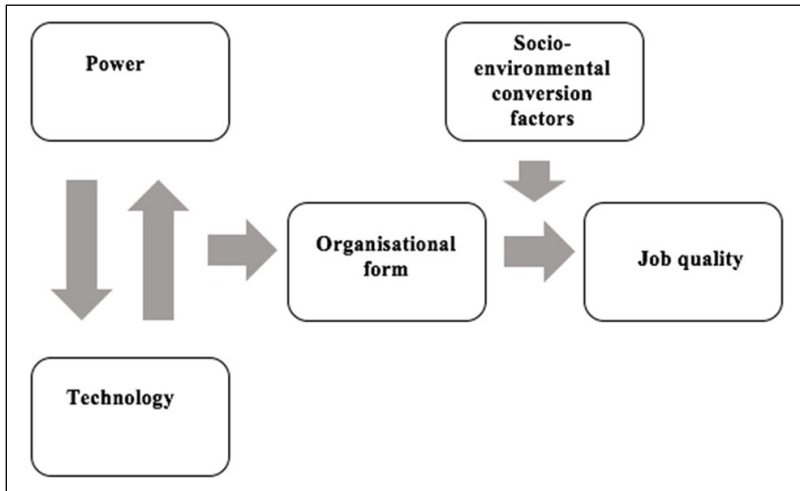 Power
Socio-
environmental
conversion
factors
Organisational
form
Job quality
Technology